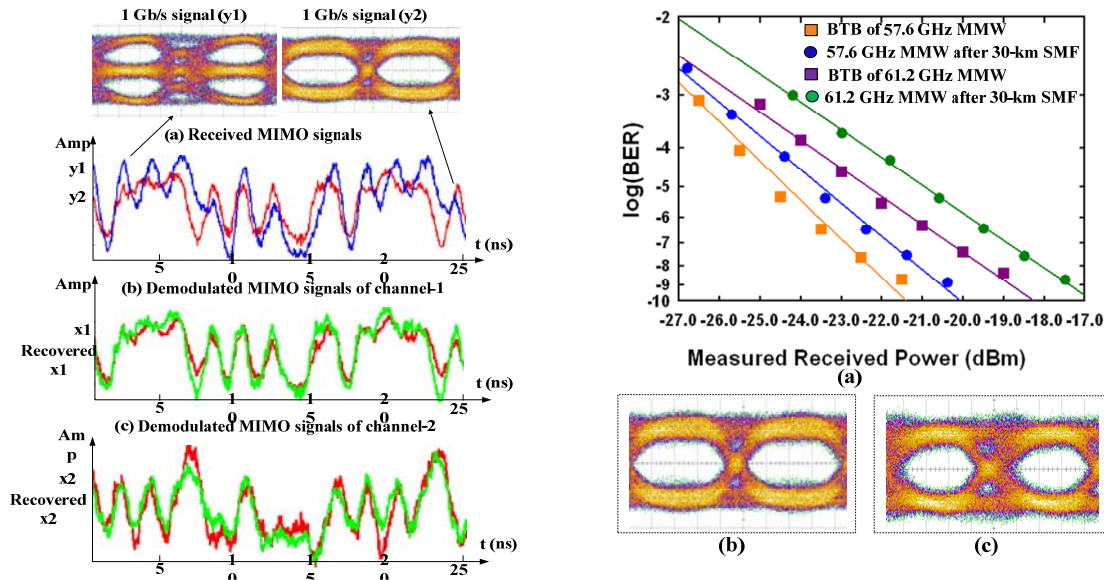 1 Gb/s signal (y1)
1 Gb/s signal (y2)
(a) Received MIMO signals
Amp
y1
y2
t (ns)
5
1
0
1
5
2
0
25
Amp
(b) Demodulated MIMO signals of channel-1
x1
Recovered
x1
t (ns)
5
1
0
1
5
2
0
25
(c) Demodulated MIMO signals of channel-2
Am
p
x2
Recovered
x2
t (ns)
5
1
0
1
5
2
0
25
BTB of 57.6 GHz MMW
57.6 GHz MMW after 30-km SMF
BTB of 61.2 GHz MMW
61.2 GHz MMW after 30-km SMF
log(BER)
-2
-3
-4
-5
-6
-7
-8
-9
-10
-27.0 -26.0 -25.0 -24.0 -23.0 -22.0 -21.0 -20.0 -19.0 -18.0 -17.0
Measured Received Power (dBm)
(a)
(b)
(c)